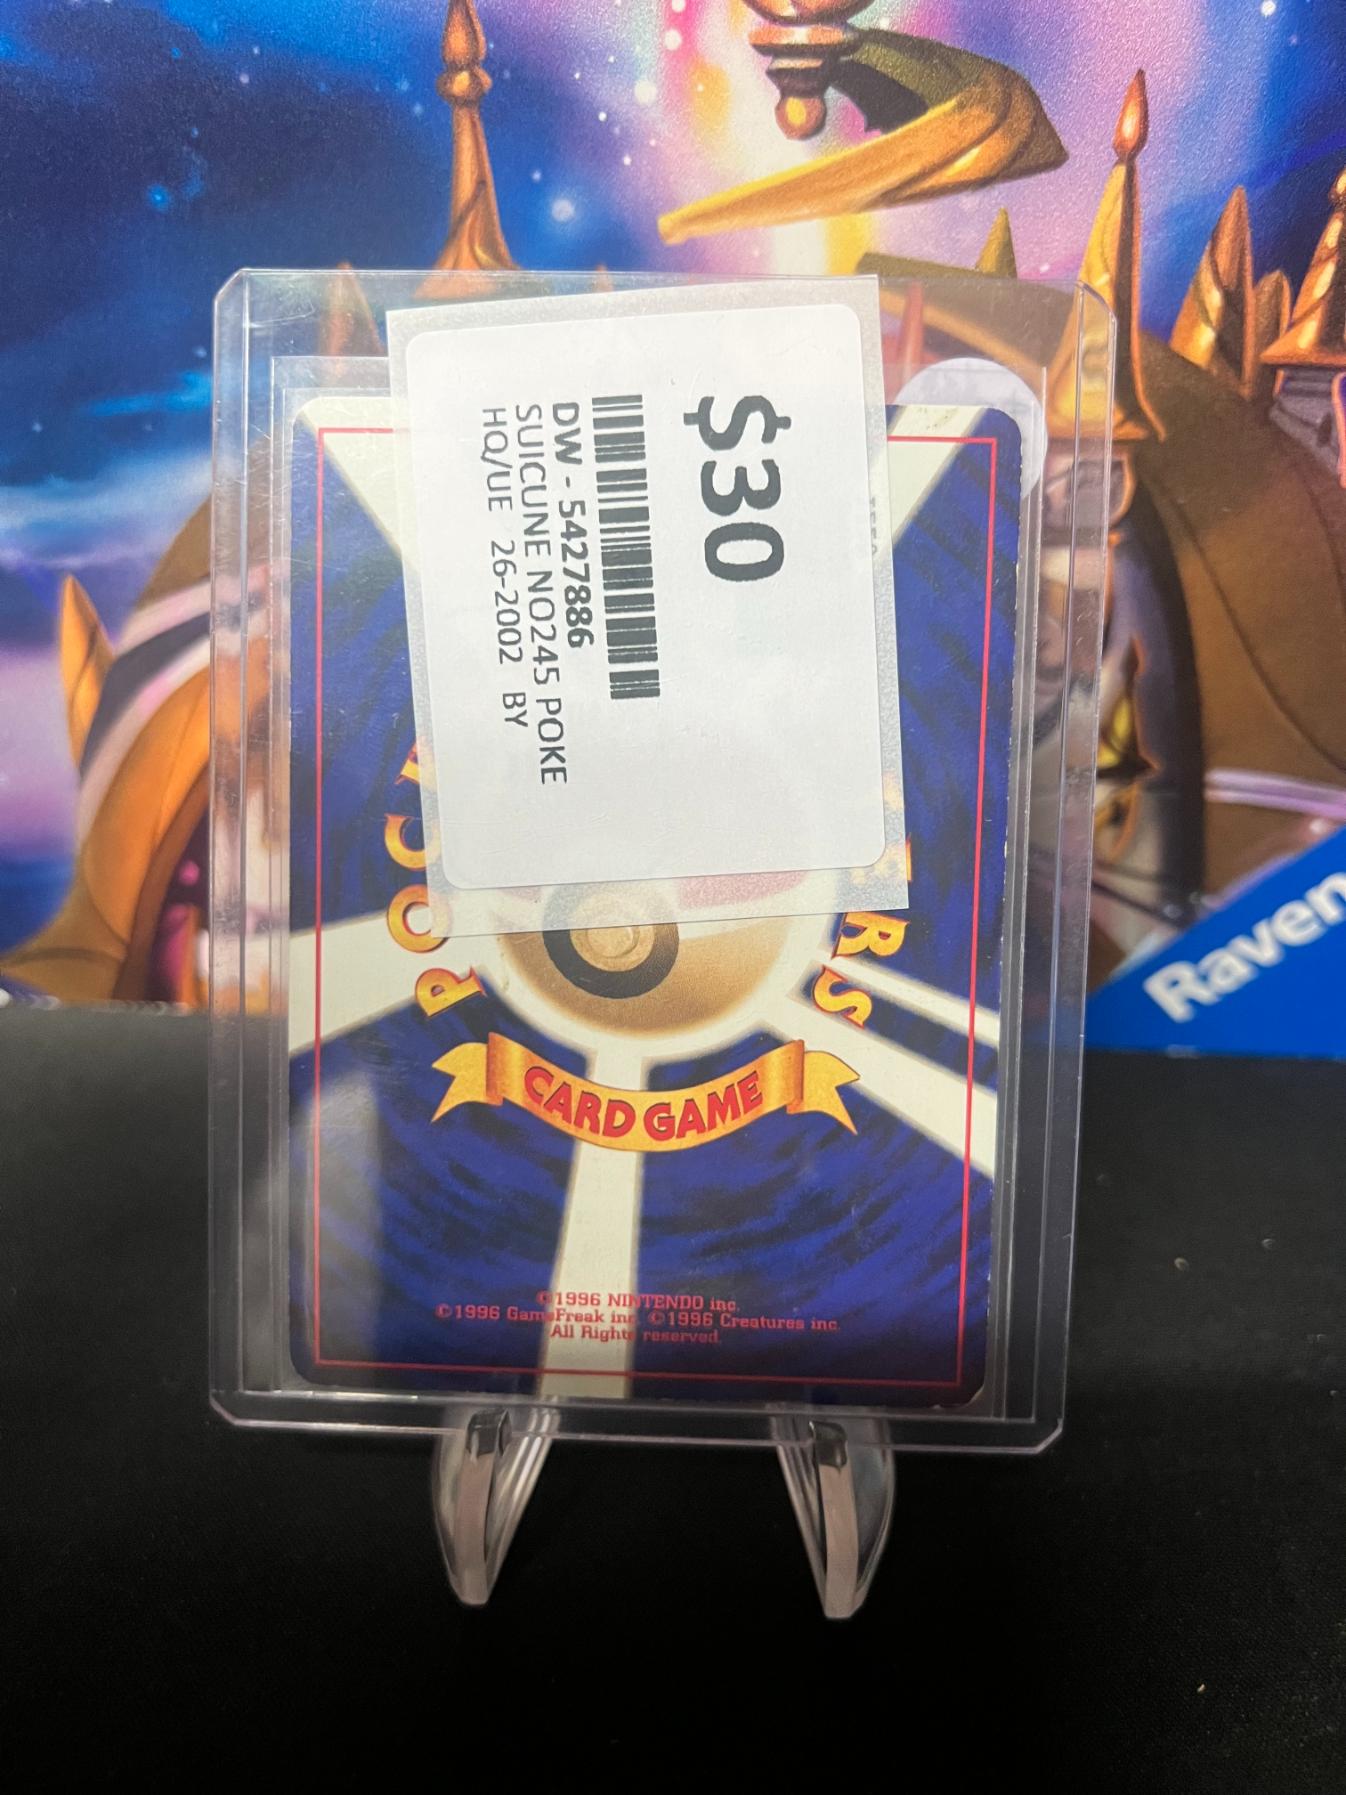 $30
DW - 5427886
SUICUNE NO245 POKE
HQ/UE 26-2002 BY
CARD GAME
©1996 NINTENDO inc.
©1996 GameFreak inc. ©1996 Creatures inc.
All Rights reserved.
Raven